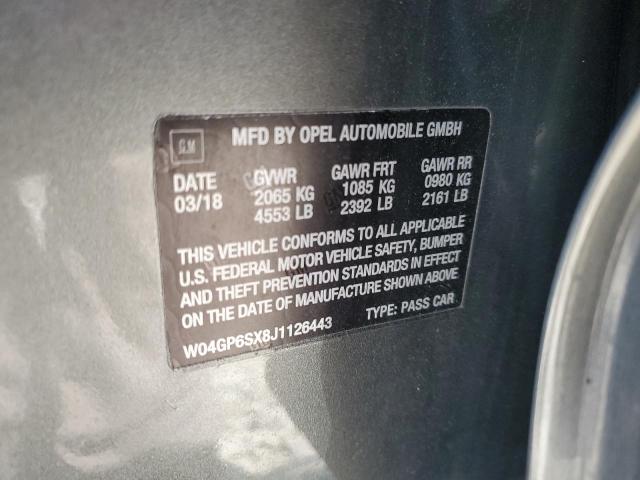 GM
MFD BY OPEL AUTOMOBILE GMBH
DATE GVWR GAWR FRT GAWR RR
03/18 2065 KG 1085 KG 0980 KG
4553 LB 2392 LB 2161 LB
THIS VEHICLE CONFORMS TO ALL APPLICABLE
U.S. FEDERAL MOTOR VEHICLE SAFETY, BUMPER
AND THEFT PREVENTION STANDARDS IN EFFECT
ON THE DATE OF MANUFACTURE SHOWN ABOVE
W04GP6SX8J1126443 TYPE: PASS CAR